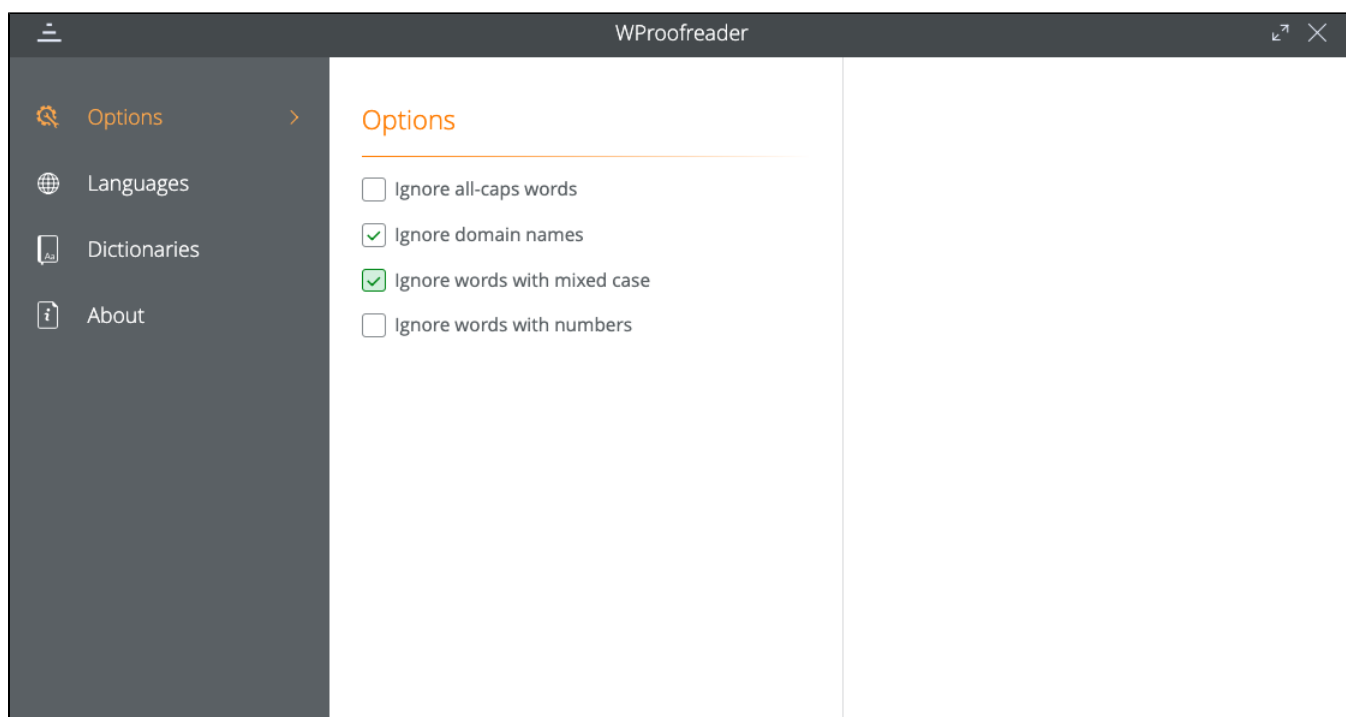 WProofreader
Options
Languages
Dictionaries
About
Options
Ignore all-caps words
Ignore domain names
Ignore words with mixed case
Ignore words with numbers
Aa
i